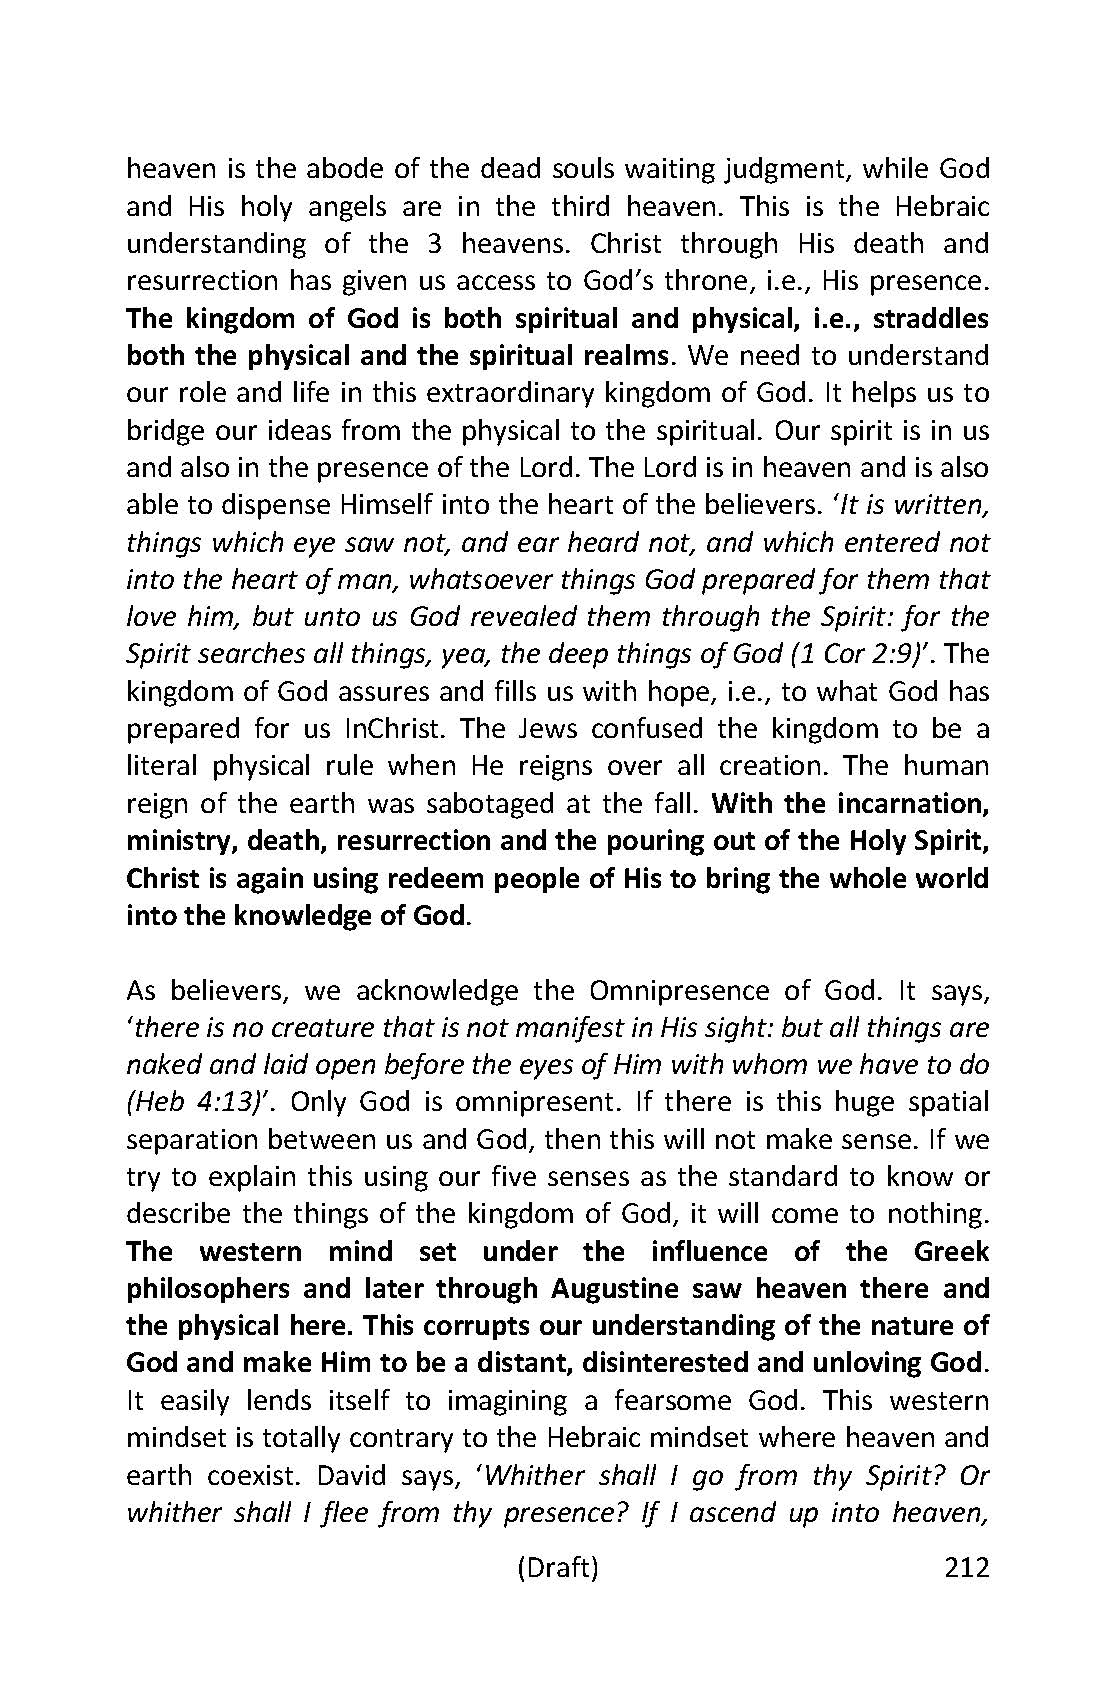 heaven is the abode of the dead souls waiting judgment, while God
and His holy angels are in the third heaven. This is the Hebraic
understanding of the 3 heavens. Christ through His death and
resurrection has given us access to God’s throne, i.e., His presence.
The kingdom of God is both spiritual and physical, i.e., straddles
both the physical and the spiritual realms. We need to understand
our role and life in this extraordinary kingdom of God. It helps us to
bridge our ideas from the physical to the spiritual. Our spirit is in us
and also in the presence of the Lord. The Lord is in heaven and is also
able to dispense Himself into the heart of the believers. ‘It is written,
things which eye saw not, and ear heard not, and which entered not
into the heart of man, whatsoever things God prepared for them that
love him, but unto us God revealed them through the Spirit: for the
Spirit searches all things, yea, the deep things of God (1 Cor 2:9)’. The
kingdom of God assures and fills us with hope, i.e., to what God has
prepared for us InChrist. The Jews confused the kingdom to be a
literal physical rule when He reigns over all creation. The human
reign of the earth was sabotaged at the fall. With the incarnation,
ministry, death, resurrection and the pouring out of the Holy Spirit,
Christ is again using redeem people of His to bring the whole world
into the knowledge of God.
As believers, we acknowledge the Omnipresence of God. It says,
‘there is no creature that is not manifest in His sight: but all things are
naked and laid open before the eyes of Him with whom we have to do
(Heb 4:13)’. Only God is omnipresent. If there is this huge spatial
separation between us and God, then this will not make sense. If we
try to explain this using our five senses as the standard to know or
describe the things of the kingdom of God, it will come to nothing.
The western mind set under the influence of the Greek
philosophers and later through Augustine saw heaven there and
the physical here. This corrupts our understanding of the nature of
God and make Him to be a distant, disinterested and unloving God.
It easily lends itself to imagining a fearsome God. This western
mindset is totally contrary to the Hebraic mindset where heaven and
earth coexist. David says, ‘Whither shall I go from thy Spirit? Or
whither shall I flee from thy presence? If I ascend up into heaven,
(Draft) 212